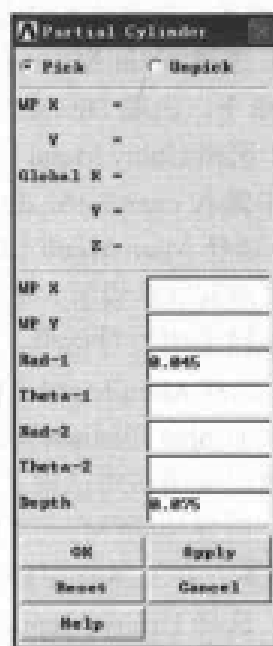 Partial Cylinder
Pick Unpick
WP X =
Y =
Global X =
Y =
Z =
WP X
WP Y
Rad-1 0.045
Theta-1
Rad-2
Theta-2
Depth 0.075
OK Apply
Reset Cancel
Help